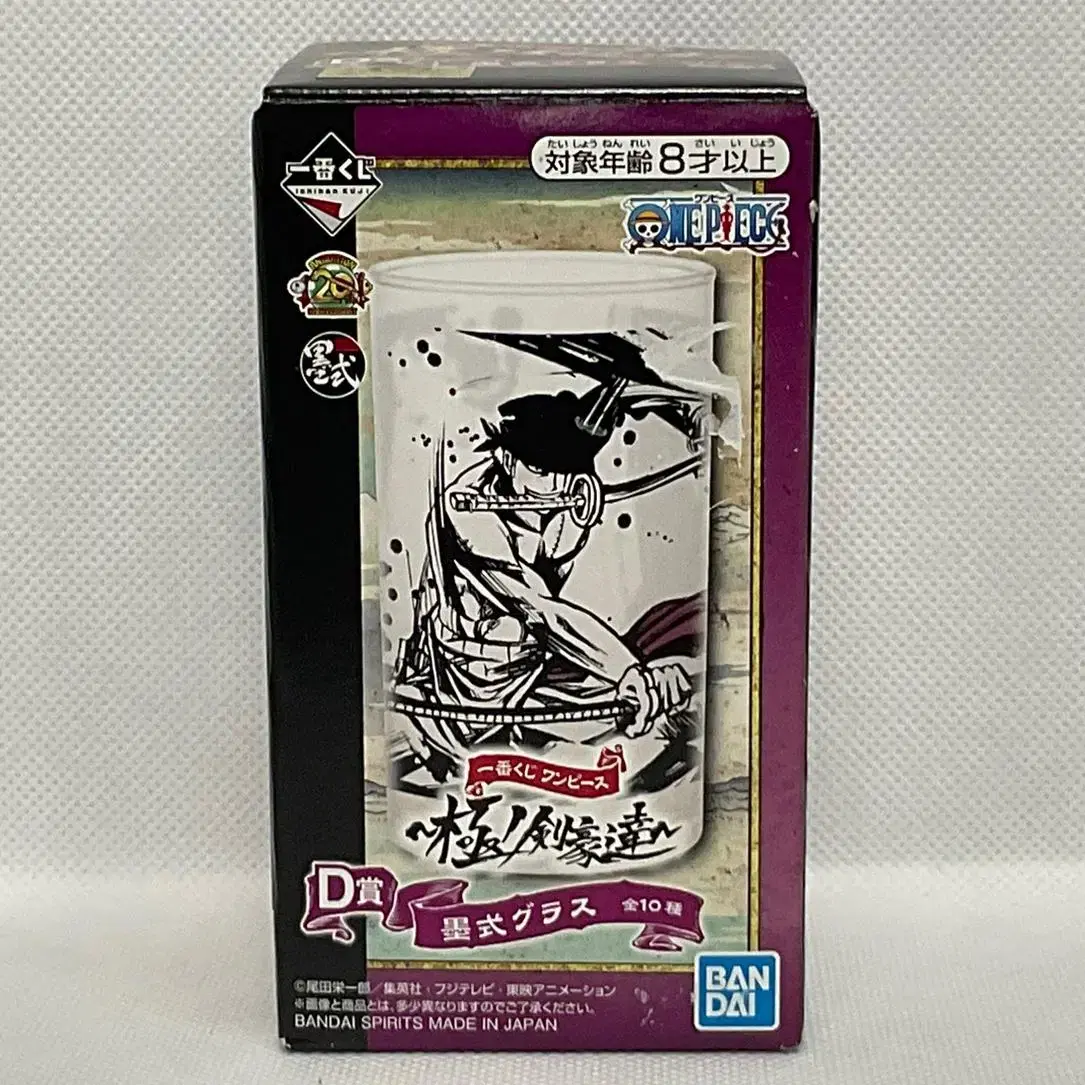 一番くじ
Ichiban KUJI
たいしょうねんれい さいいじょう
対象年齢 8才以上
ワンピース
ONE PIECE
20
墨式
一番くじ ワンピース
～極!剣豪達～
D賞
墨式グラス 全10種
©尾田栄一郎／集英社・フジテレビ・東映アニメーション
※画像と商品とは、多少異なりますのでご了承ください。
BANDAI SPIRITS MADE IN JAPAN
BAN
DAI